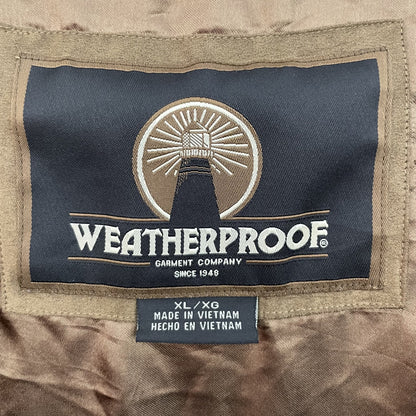 WEATHERPROOF®
GARMENT COMPANY
SINCE 1948
XL/XG
MADE IN VIETNAM
HECHO EN VIETNAM